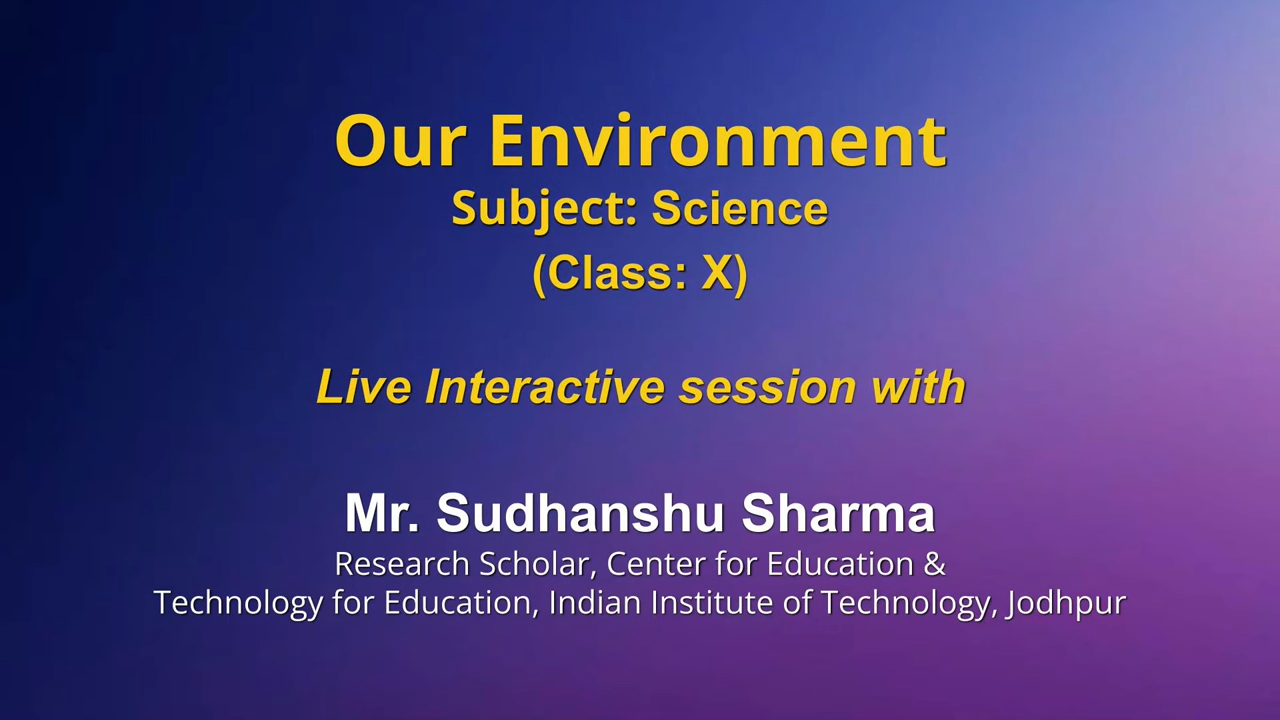 Our Environment
Subject: Science
(Class: X)
Live Interactive session with
Mr. Sudhanshu Sharma
Research Scholar, Center for Education &
Technology for Education, Indian Institute of Technology, Jodhpur